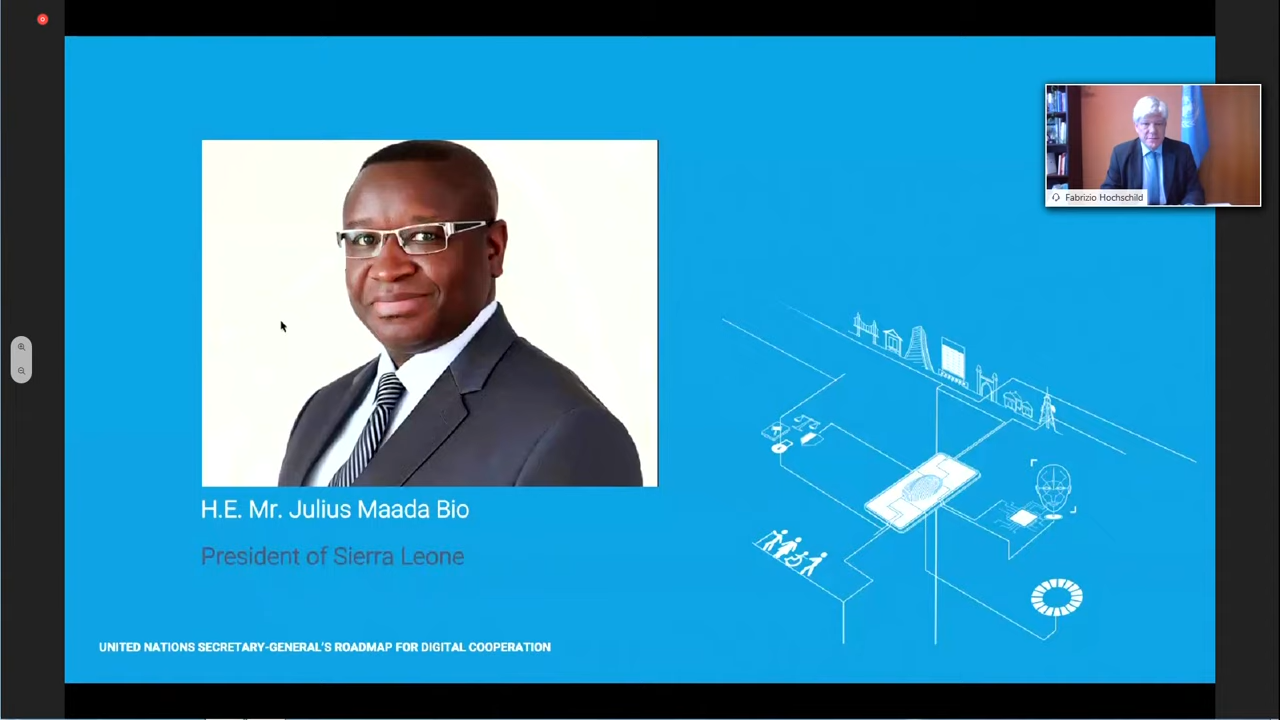 Fabrizio Hochschild
H.E. Mr. Julius Maada Bio
President of Sierra Leone
UNITED NATIONS SECRETARY-GENERAL'S ROADMAP FOR DIGITAL COOPERATION